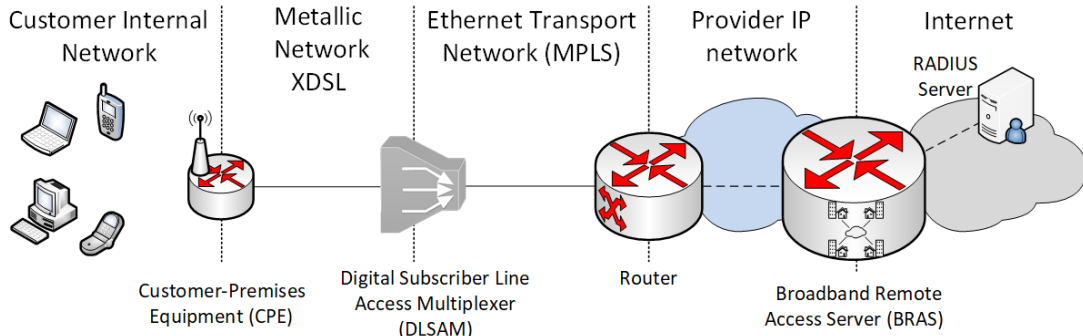 Customer Internal
Network
Metallic
Network
XDSL
Ethernet Transport
Network (MPLS)
Provider IP
network
Internet
RADIUS
Server
Customer-Premises
Equipment (CPE)
Digital Subscriber Line
Access Multiplexer
(DLSAM)
Router
Broadband Remote
Access Server (BRAS)